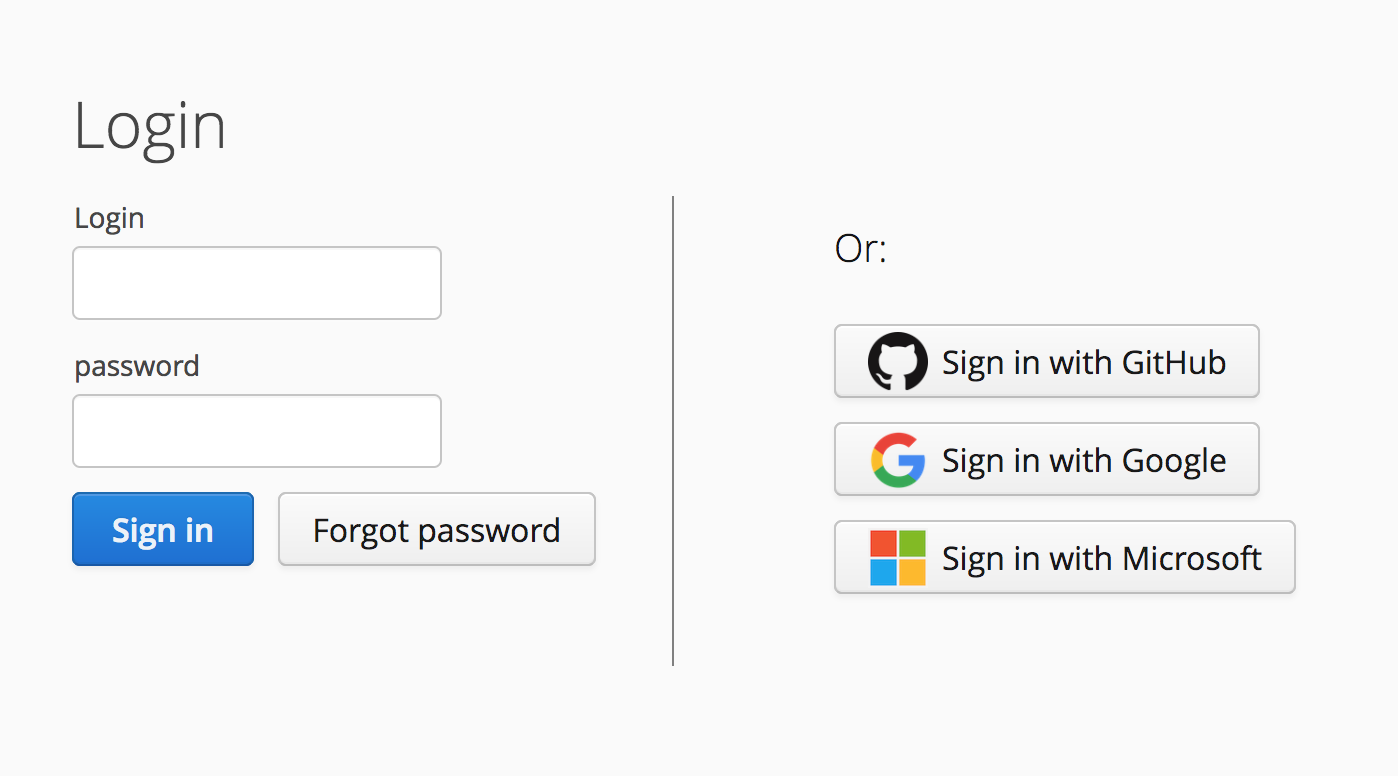 Login
Login
password
Sign in
Forgot password
Or:
Sign in with GitHub
Sign in with Google
Sign in with Microsoft